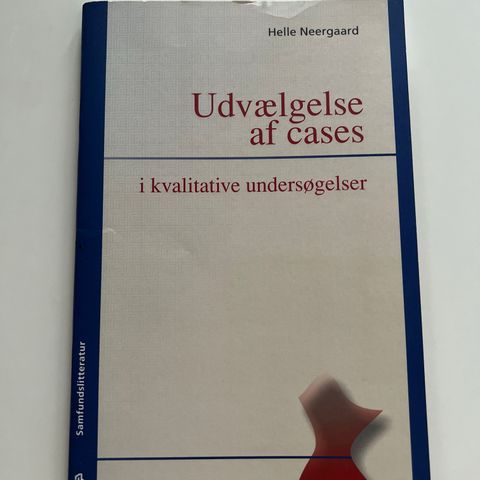 Helle Neergaard
Udvælgelse
af cases
i kvalitative undersøgelser
Samfundslitteratur